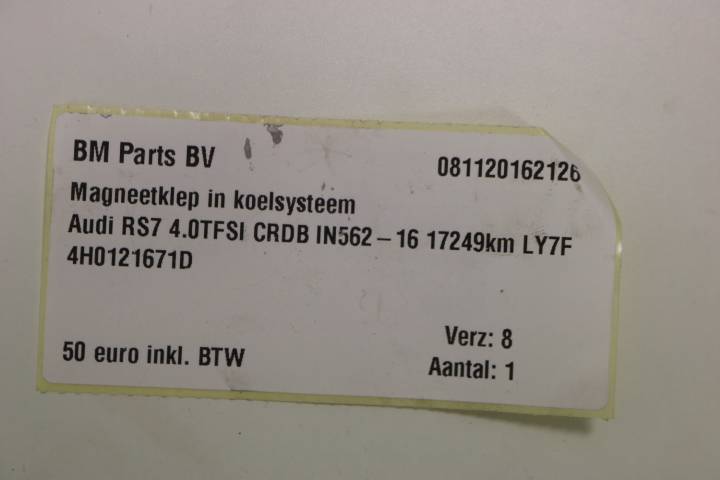 BM Parts BV 081120162126
Magneetklep in koelsysteem
Audi RS7 4.0TFSI CRDB IN562 – 16 17249km LY7F
4H0121671D
Verz: 8
50 euro inkl. BTW
Aantal: 1